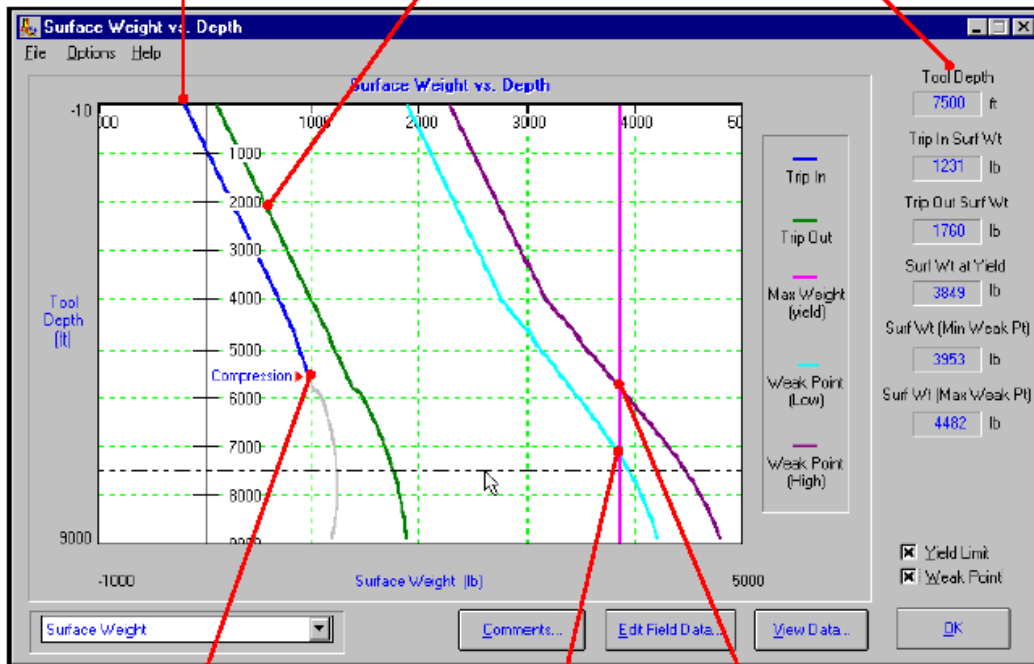 Surface Weight vs. Depth
File Options Help
Surface Weight vs. Depth
-10
000
1000
2000
3000
4000
50
1000
2000
3000
4000
5000
Compression
6000
7000
8000
9000
9000
Tool
Depth
(ft)
-1000
Surface Weight (lb)
5000
Trip In
Trip Out
Max Weight
(yield)
Weak Point
(Low)
Weak Point
(High)
Tool Depth
7500 ft
Trip In Surf Wt
1231 lb
Trip Out Surf Wt
1760 lb
Surf Wt at Yield
3849 lb
Surf Wt (Min Weak Pt)
3953 lb
Surf Wt (Max Weak Pt)
4482 lb
Yield Limit
Weak Point
Surface Weight
Comments...
Edit Field Data...
View Data...
OK